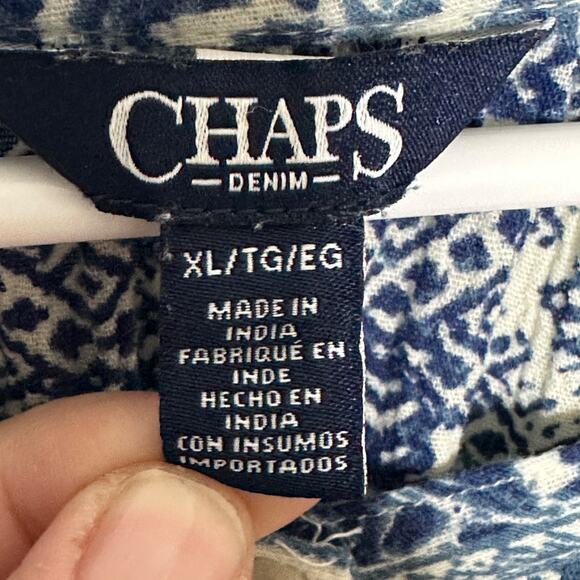 CHAPS
DENIM
XL/TG/EG
MADE IN
INDIA
FABRIQUÉ EN
INDE
HECHO EN
INDIA
CON INSUMOS
IMPORTADOS